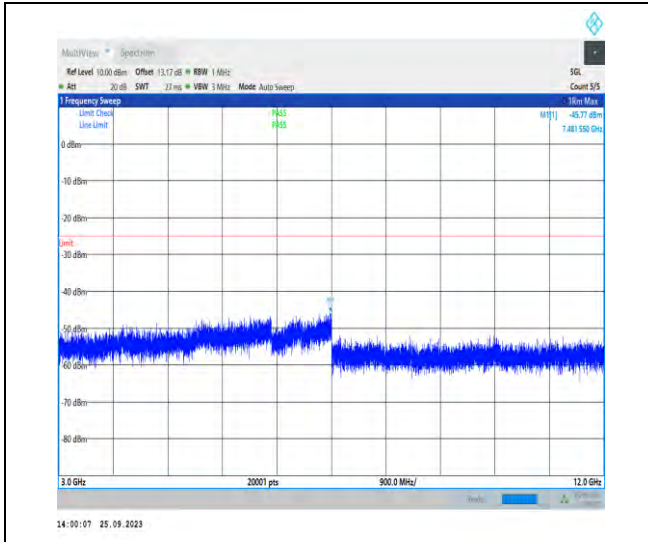 MultiView Spectrum
Ref Level 10.00 dBm Offset 13.17 dB RBW 1 MHz SGL
Att 20 dB SWT 27 ms VBW 3 MHz Mode Auto Sweep Count 5/5
1 Frequency Sweep 1Rm Max
Limit Check PASS M1[1] -45.77 dBm
Line Limit PASS 7.481 550 GHz
0 dBm
-10 dBm
-20 dBm
Limit
-30 dBm
-40 dBm
M1
-50 dBm
-60 dBm
-70 dBm
-80 dBm
3.0 GHz 20001 pts 900.0 MHz/ 12.0 GHz
Ready
14:00:07 25.09.2023